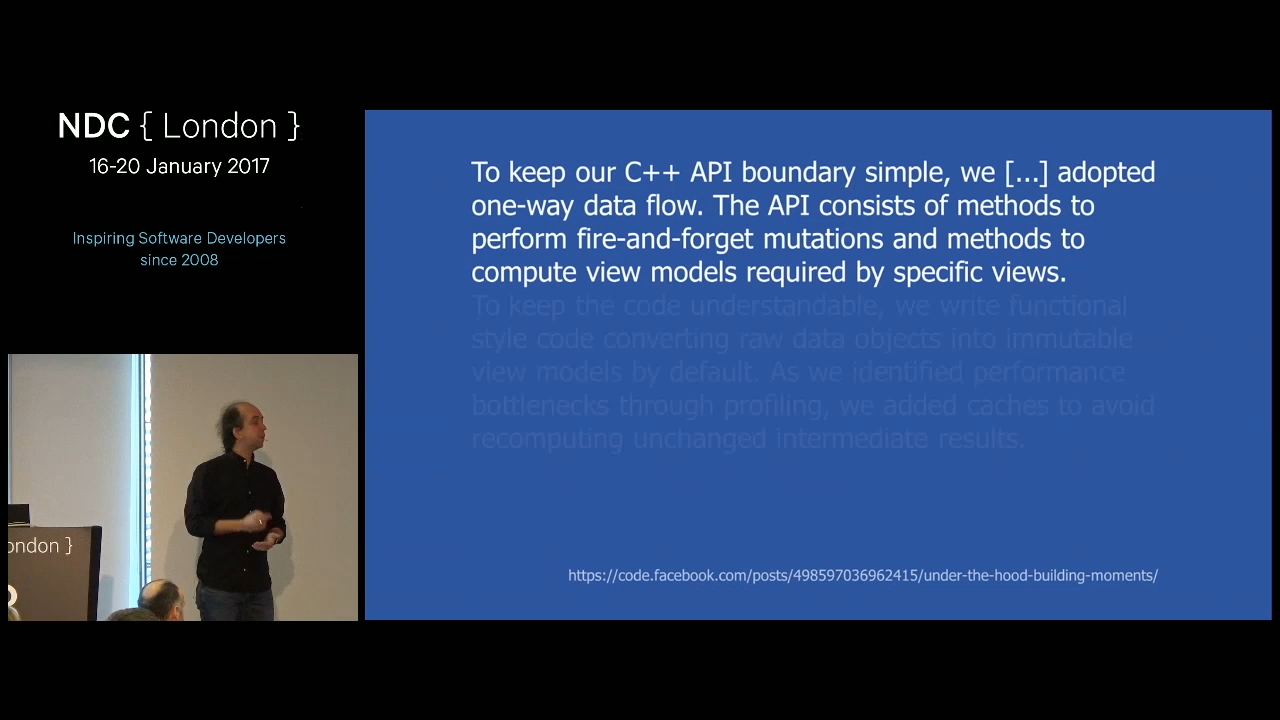 NDC { London }
16-20 January 2017
Inspiring Software Developers
since 2008
To keep our C++ API boundary simple, we [...] adopted
one-way data flow. The API consists of methods to
perform fire-and-forget mutations and methods to
compute view models required by specific views.
To keep the code understandable, we write functional
style code converting raw data objects into immutable
view models by default. As we identified performance
bottlenecks through profiling, we added caches to avoid
recomputing unchanged intermediate results.
https://code.facebook.com/posts/498597036962415/under-the-hood-building-moments/
ondon }